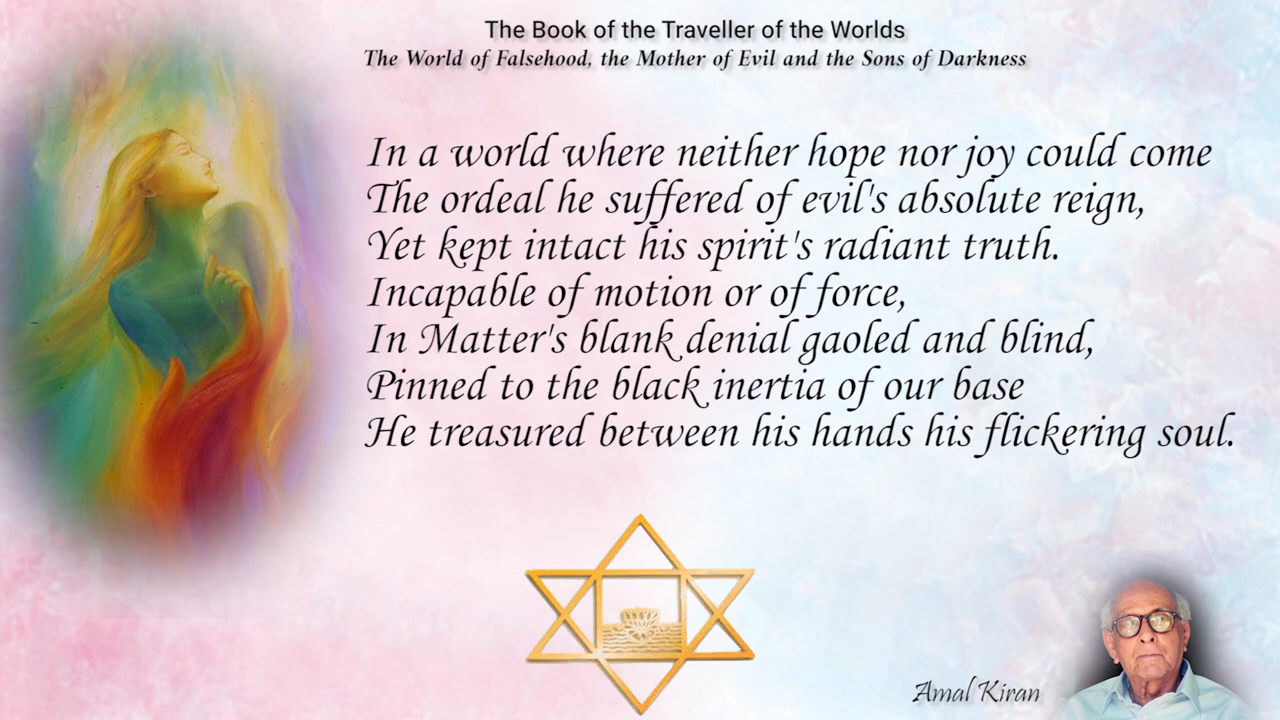 The Book of the Traveller of the Worlds
The World of Falsehood, the Mother of Evil and the Sons of Darkness
In a world where neither hope nor joy could come
The ordeal he suffered of evil's absolute reign,
Yet kept intact his spirit's radiant truth.
Incapable of motion or of force,
In Matter's blank denial gaoled and blind,
Pinned to the black inertia of our base
He treasured between his hands his flickering soul.
Amal Kiran